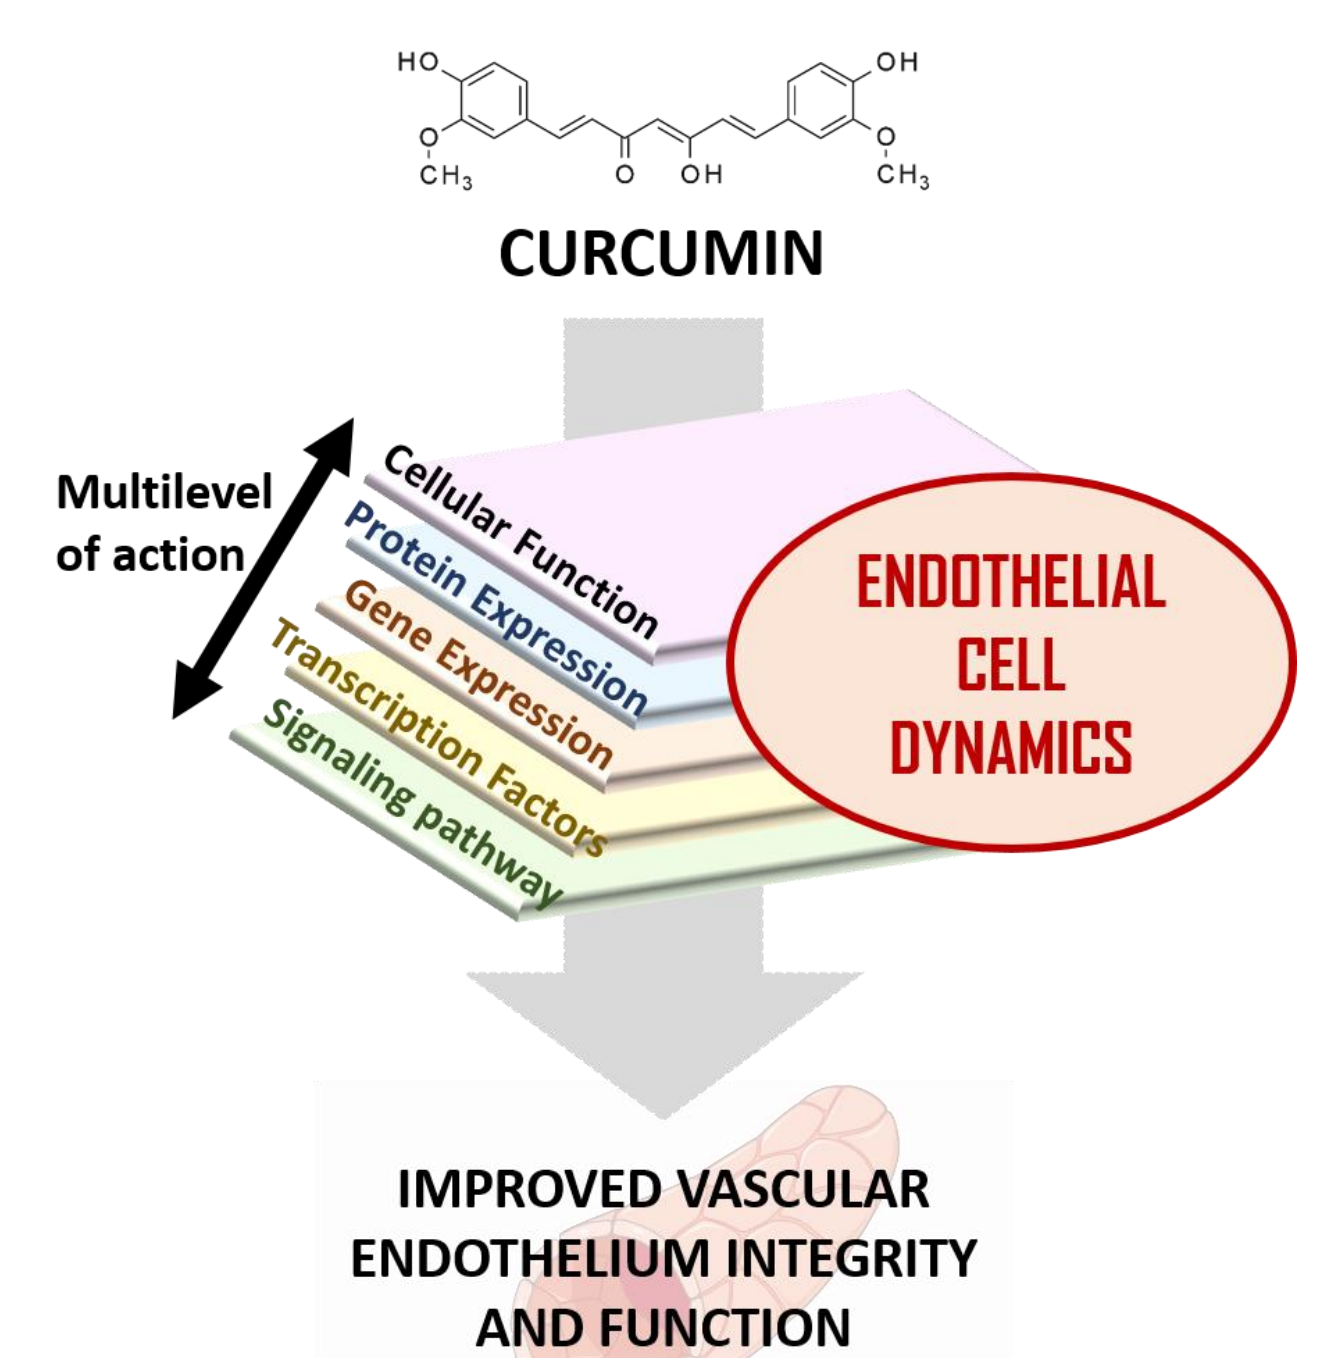 HO
OH
O
O
CH3
O
OH
CH3
CURCUMIN
Multilevel
of action
Cellular Function
Protein Expression
Gene Expression
Transcription Factors
Signaling pathway
ENDOTHELIAL
CELL
DYNAMICS
IMPROVED VASCULAR
ENDOTHELIUM INTEGRITY
AND FUNCTION